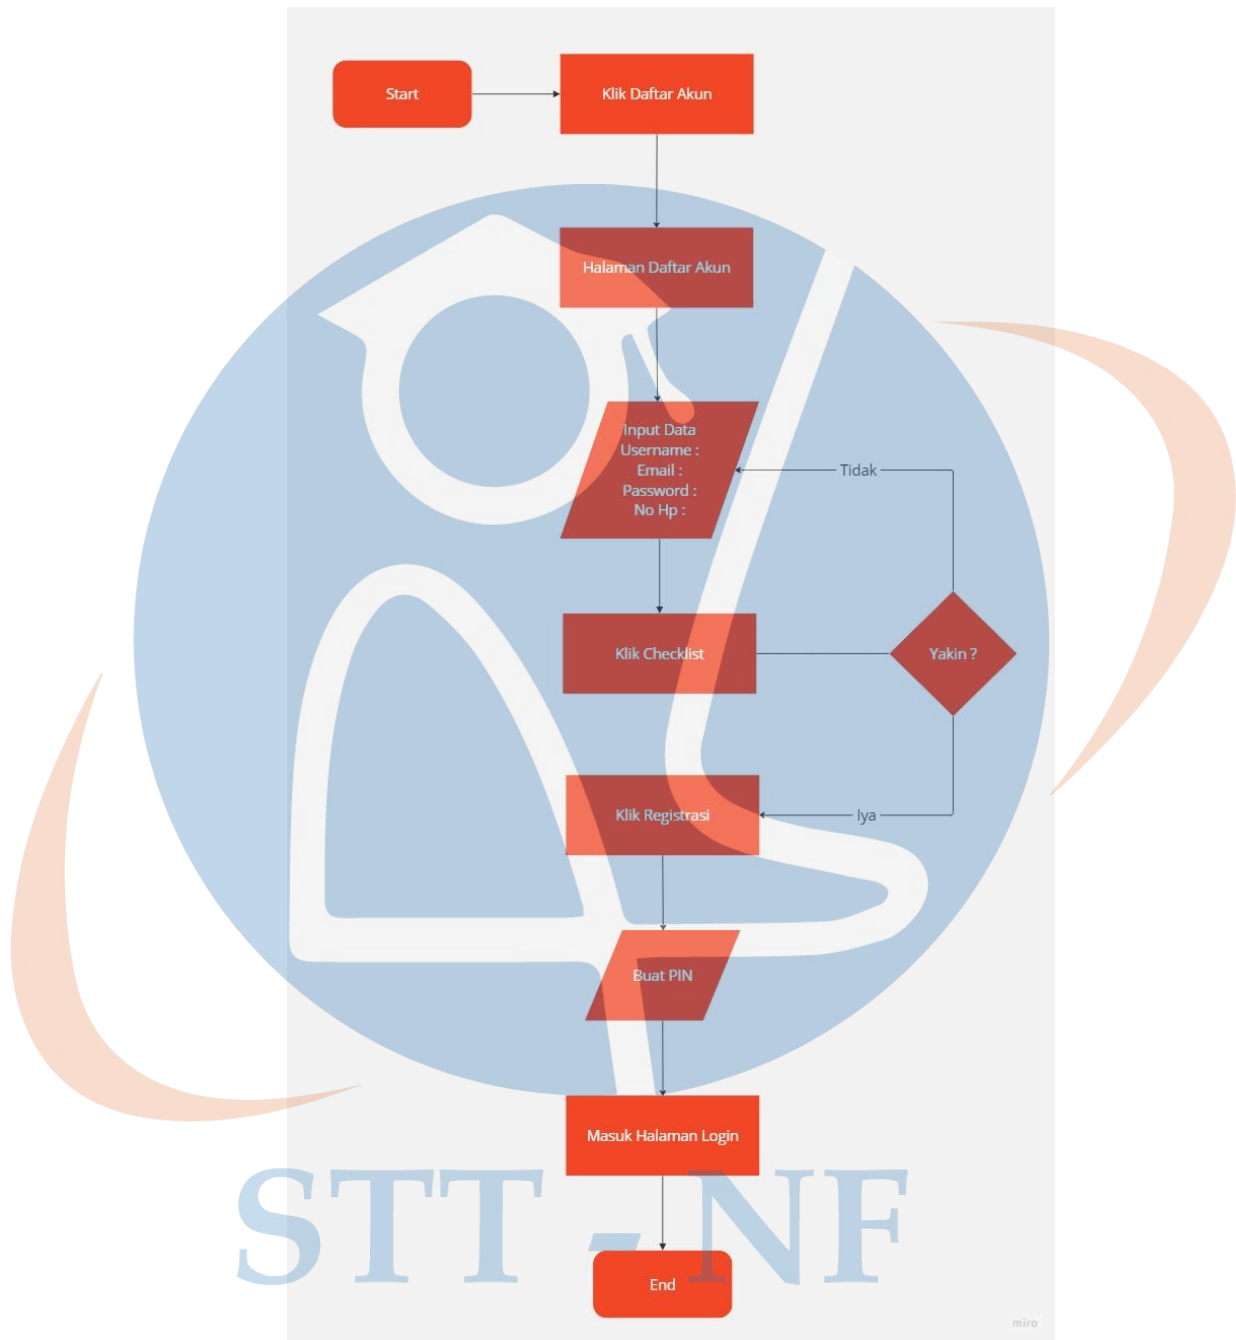 Start
Klik Daftar Akun
Halaman Daftar Akun
Input Data
Username :
Email :
Password :
No Hp :
Tidak
Klik Checklist
Yakin ?
Klik Registrasi
Iya
Buat PIN
Masuk Halaman Login
STT - NF
End
miro